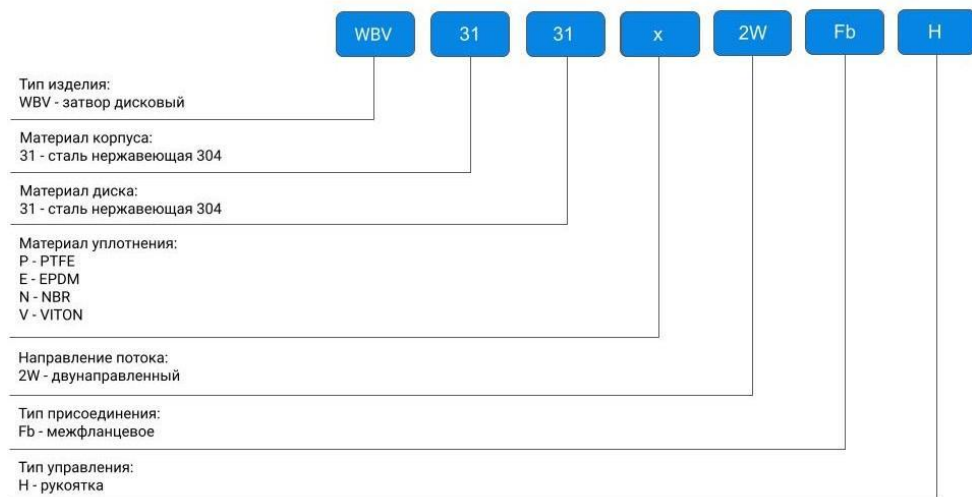 WBV 31 31 x 2W Fb H
Тип изделия:
WBV - затвор дисковый
Материал корпуса:
31 - сталь нержавеющая 304
Материал диска:
31 - сталь нержавеющая 304
Материал уплотнения:
P - PTFE
E - EPDM
N - NBR
V - VITON
Направление потока:
2W - двунаправленный
Тип присоединения:
Fb - межфланцевое
Тип управления:
H - рукоятка